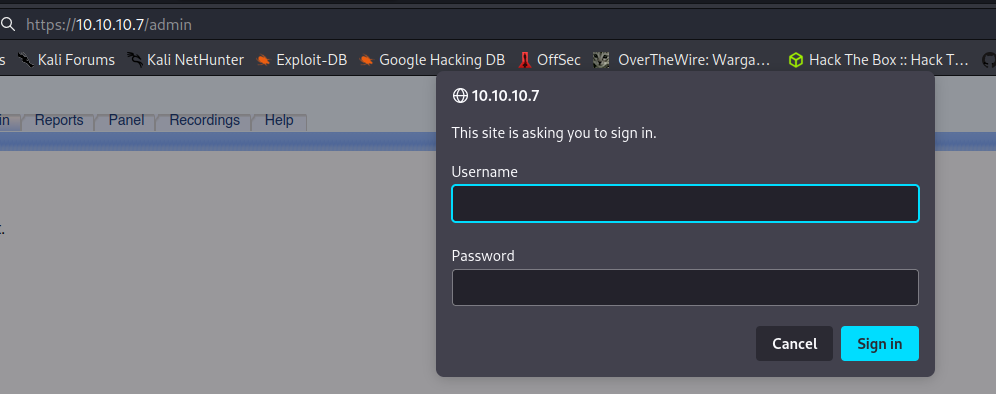 https://10.10.10.7/admin
s Kali Forums Kali NetHunter Exploit-DB Google Hacking DB OffSec OverTheWire: Warga… Hack The Box :: Hack T…
in Reports Panel Recordings Help
10.10.10.7
This site is asking you to sign in.
Username
t.
Password
Cancel Sign in